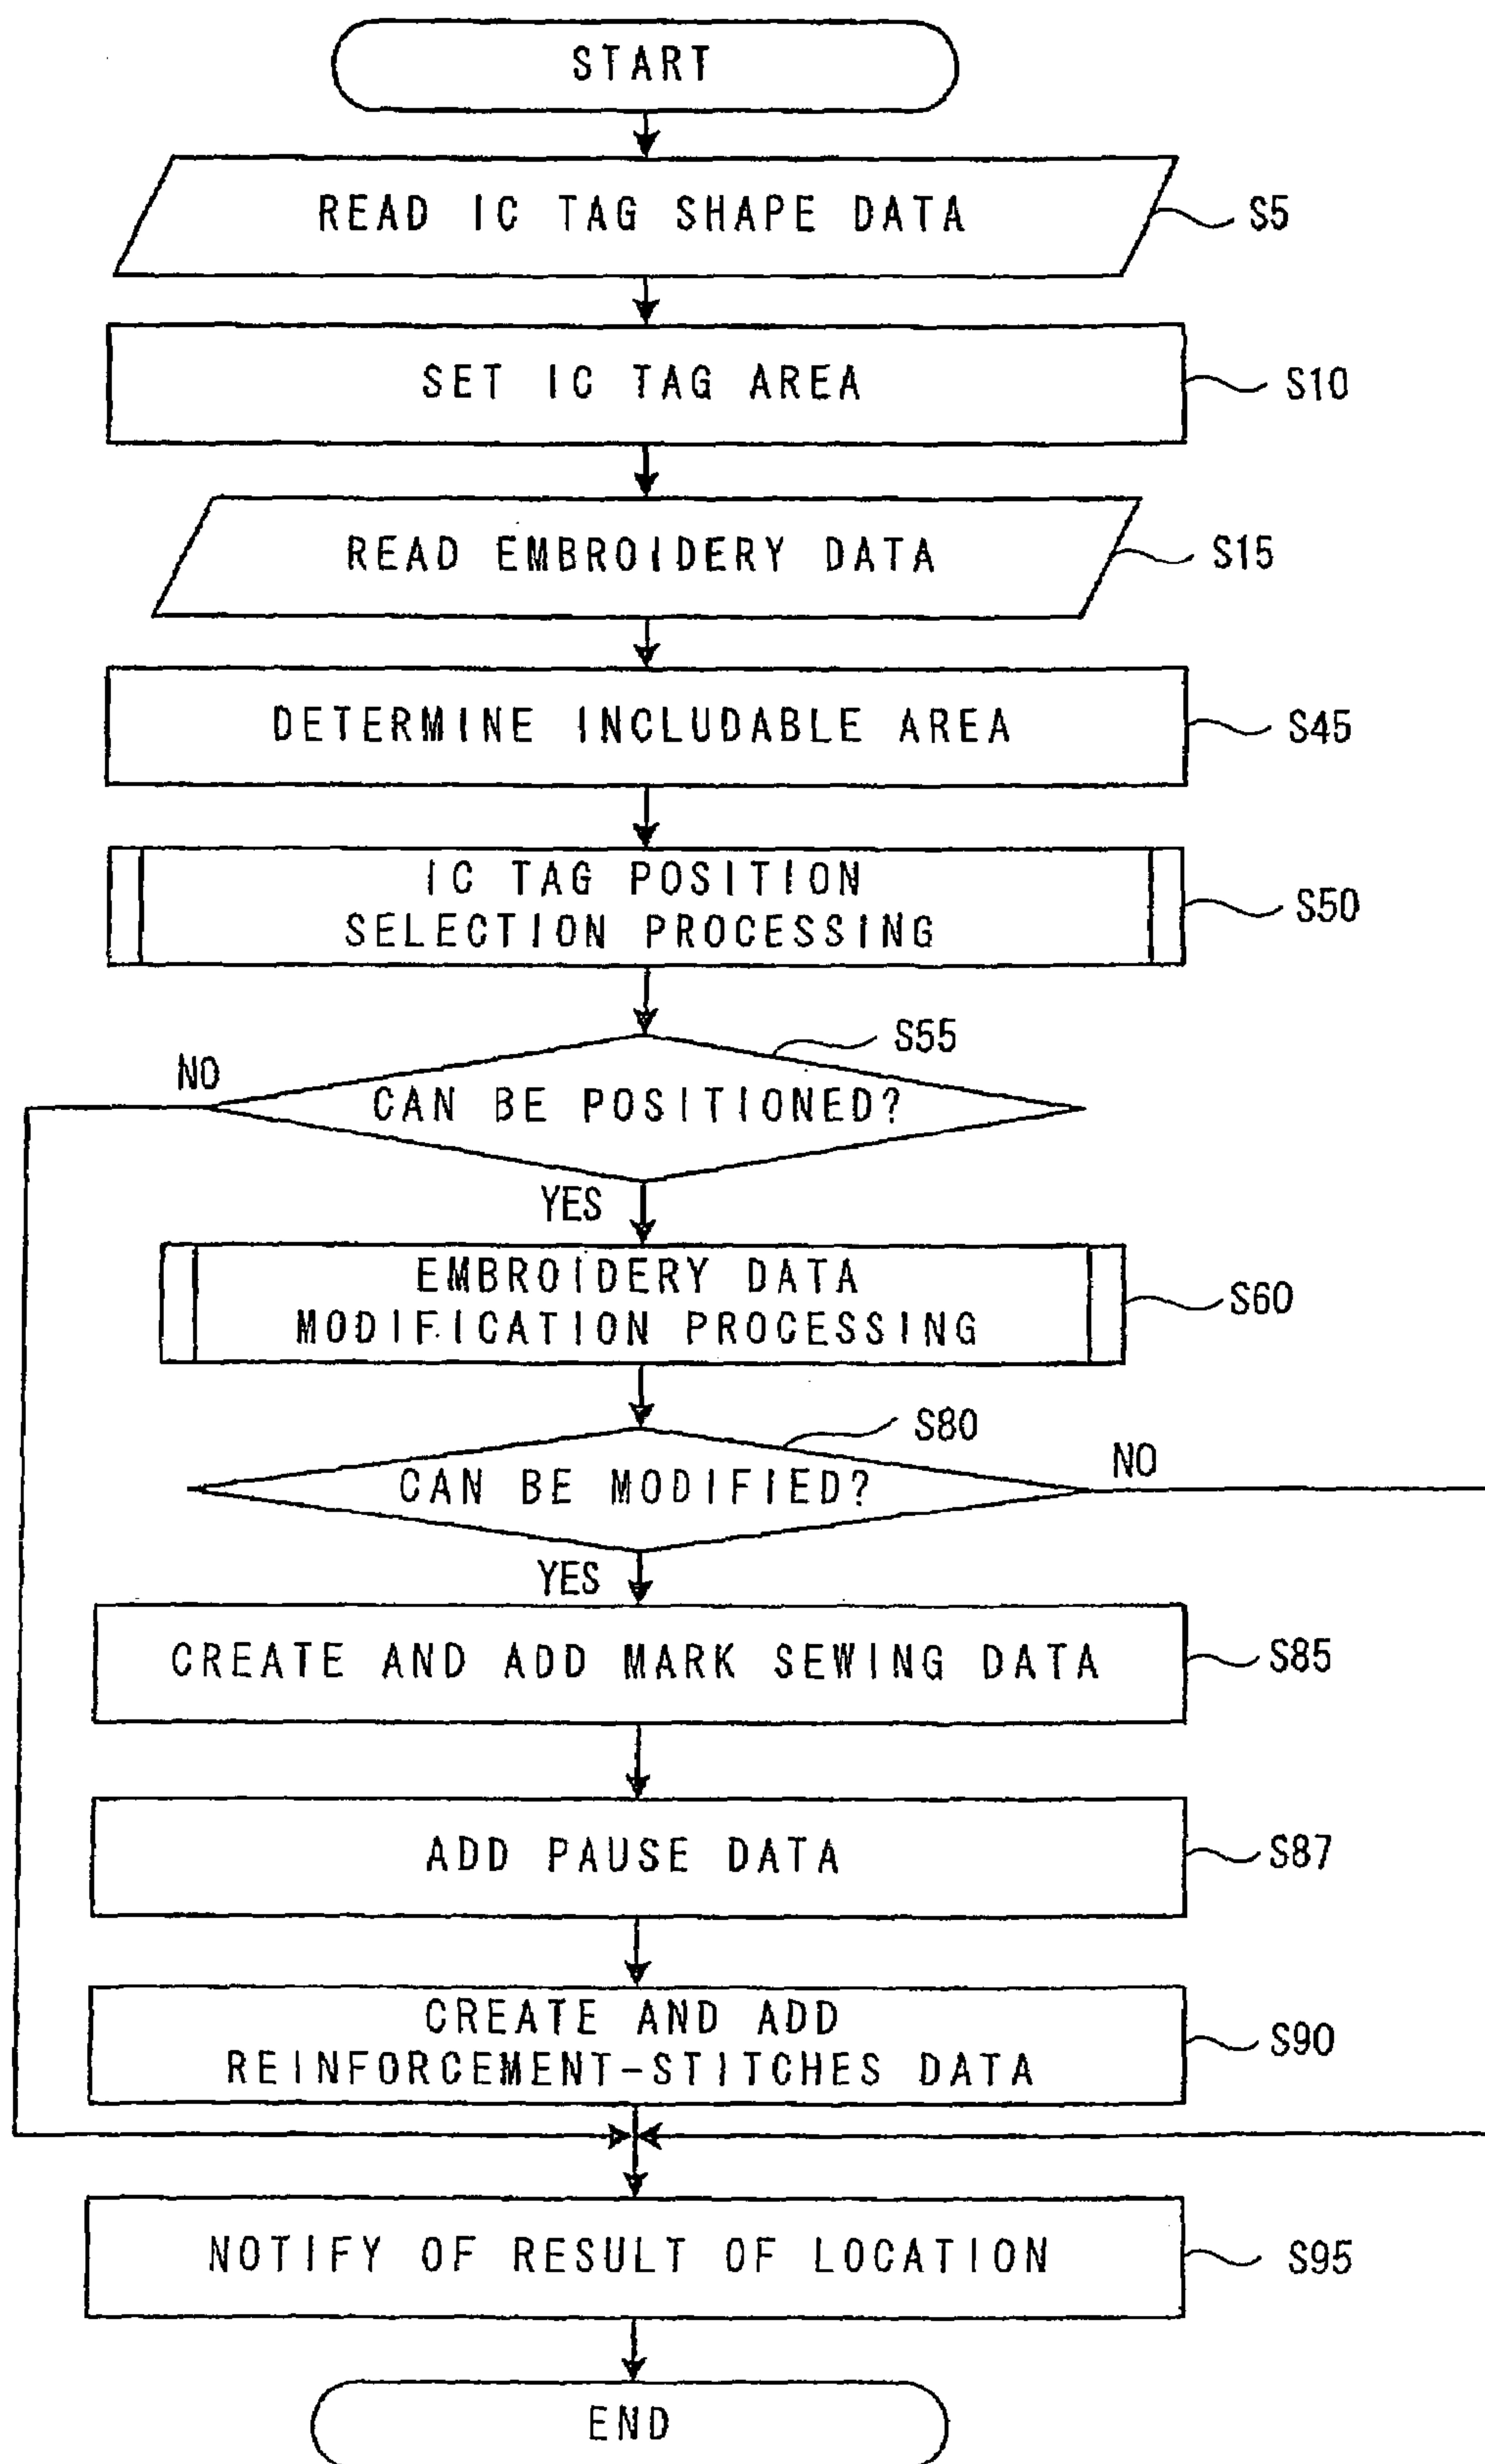 START
READ IC TAG SHAPE DATA
S5
SET IC TAG AREA
S10
READ EMBROIDERY DATA
S15
DETERMINE INCLUDABLE AREA
S45
IC TAG POSITION
SELECTION PROCESSING
S50
S55
NO
CAN BE POSITIONED?
YES
EMBROIDERY DATA
MODIFICATION PROCESSING
S60
S80
NO
CAN BE MODIFIED?
YES
CREATE AND ADD MARK SEWING DATA
S85
ADD PAUSE DATA
S87
CREATE AND ADD
REINFORCEMENT-STITCHES DATA
S90
NOTIFY OF RESULT OF LOCATION
S95
END